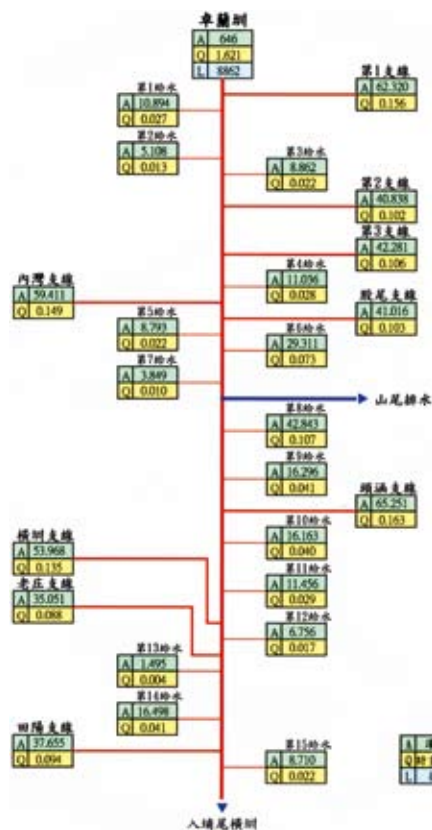 卓蘭圳
A 646
Q 1.621
L 8862
第1支線
A 62.320
Q 0.156
第1給水
A 10.894
Q 0.027
第2給水
A 5.108
Q 0.013
第3給水
A 8.862
Q 0.022
第2支線
A 40.838
Q 0.102
第3支線
A 42.281
Q 0.106
第4給水
A 11.036
Q 0.028
內灣支線
A 59.411
Q 0.149
股尾支線
A 41.016
Q 0.103
第5給水
A 8.793
Q 0.022
第6給水
A 29.311
Q 0.073
第7給水
A 3.849
Q 0.010
山尾排水
第8給水
A 42.843
Q 0.107
第9給水
A 16.296
Q 0.041
頭涵支線
A 65.251
Q 0.163
第10給水
A 16.163
Q 0.040
橫圳支線
A 53.968
Q 0.135
第11給水
A 11.456
Q 0.029
老庄支線
A 35.051
Q 0.088
第12給水
A 6.756
Q 0.017
第13給水
A 1.495
Q 0.004
第14給水
A 16.498
Q 0.041
田陽支線
A 37.655
Q 0.094
第15給水
A 8.710
Q 0.022
A
Q
L
入埔尾橫圳